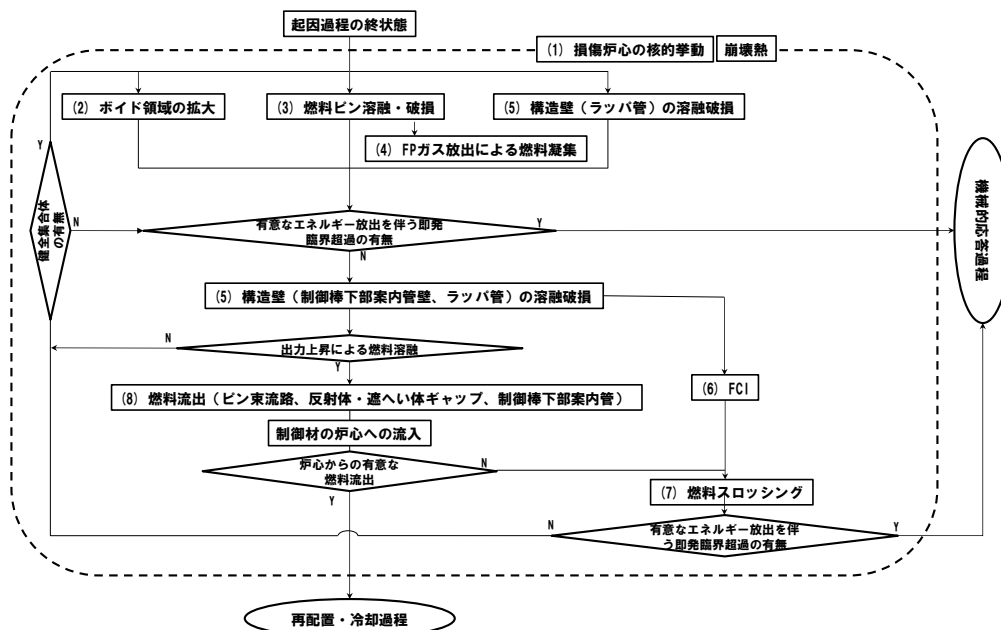 起因過程の終状態
(1) 損傷炉心の核的挙動
崩壊熱
(2) ボイド領域の拡大
(3) 燃料ピン溶融・破損
(5) 構造壁(ラッパ管)の溶融破損
(4) FPガス放出による燃料凝集
Y
健全集合体
の有無
N
有意なエネルギー放出を伴う即発
臨界超過の有無
Y
N
機械的応答過程
(5) 構造壁(制御棒下部案内管壁、ラッパ管)の溶融破損
N
出力上昇による燃料溶融
Y
(6) FCI
(8) 燃料流出(ピン束流路、反射体・遮へい体ギャップ、制御棒下部案内管)
制御材の炉心への流入
炉心からの有意な
燃料流出
N
Y
(7) 燃料スロッシング
N
有意なエネルギー放出を伴
う即発臨界超過の有無
Y
再配置・冷却過程